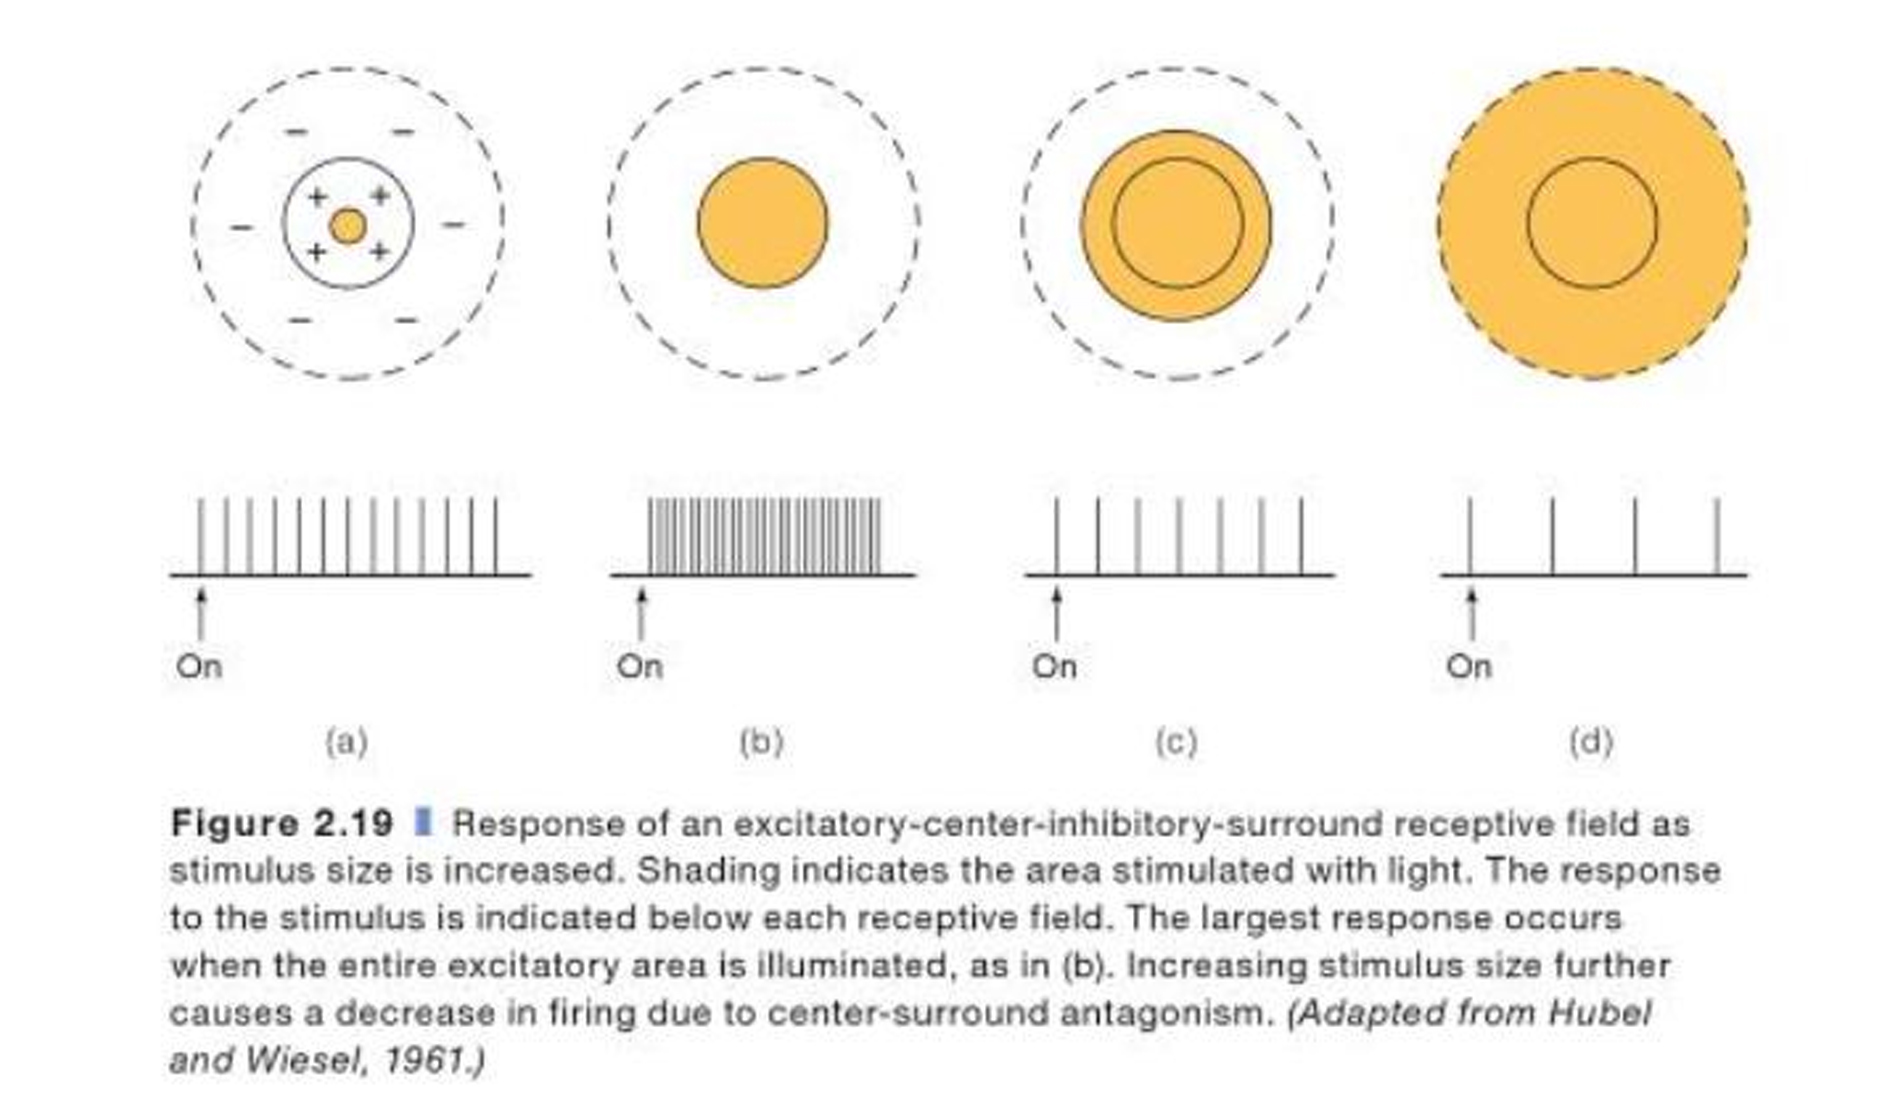 − −
+ +
− −
+ +
− −
On On On On
(a) (b) (c) (d)
Figure 2.19 Response of an excitatory-center-inhibitory-surround receptive field as
stimulus size is increased. Shading indicates the area stimulated with light. The response
to the stimulus is indicated below each receptive field. The largest response occurs
when the entire excitatory area is illuminated, as in (b). Increasing stimulus size further
causes a decrease in firing due to center-surround antagonism. (Adapted from Hubel
and Wiesel, 1961.)